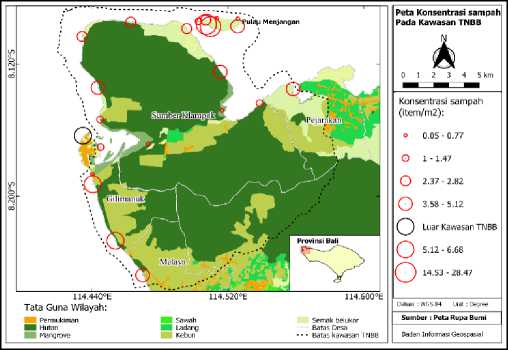 Peta Konsentrasi sampah
Pada Kawasan TNBB
N
0 1 2 3 4 5 km
Konsentrasi sampah
(item/m2):
0.05 - 0.77
1 - 1.47
2.37 - 2.82
3.58 - 5.12
Luar Kawasan TNBB
5.12 - 6.68
14.53 - 28.47
Datum : WGS 84 Unit : Degree
Sumber : Peta Rupa Bumi
Badan Informasi Geospasial
Pulau Menjangan
8.120°S
Sumber Klampok
Pejarakan
8.200°S
Gilimanuk
Melaya
Provinsi Bali
114.440°E 114.520°E 114.600°E
Tata Guna Wilayah:
Permukiman
Hutan
Mangrove
Sawah
Ladang
Kebun
Semak belukar
Batas Desa
Batas kawasan TNBB